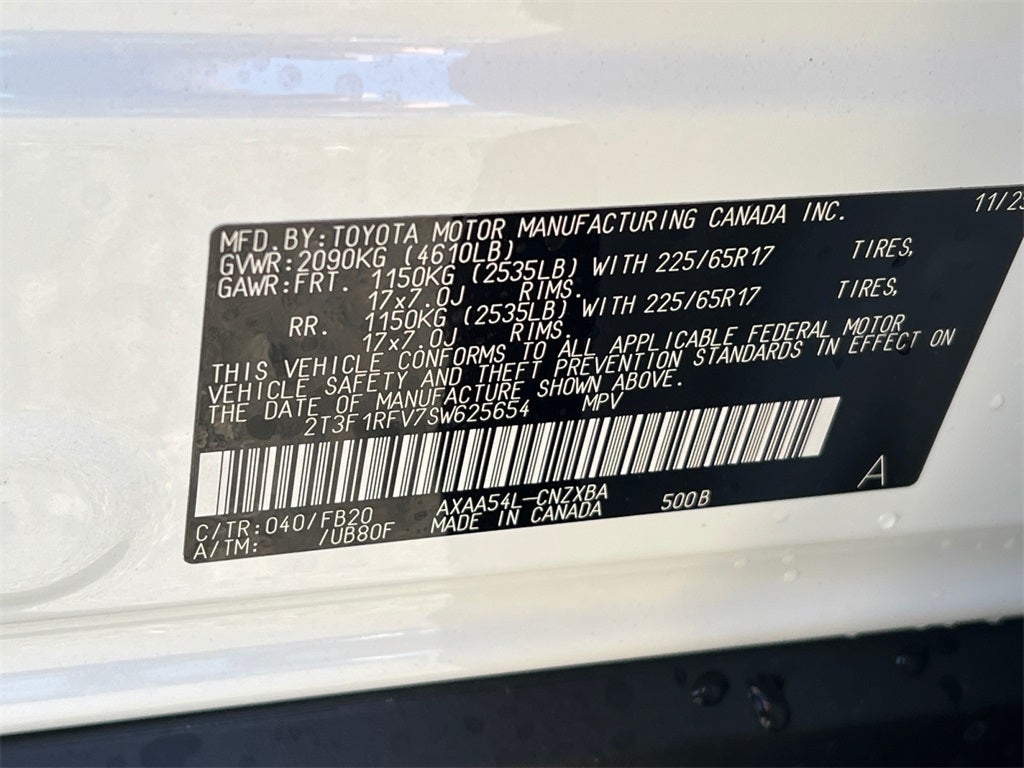 11/25
MFD.BY:TOYOTA MOTOR MANUFACTURING CANADA INC.
GVWR:2090KG (4610LB)
GAWR:FRT. 1150KG (2535LB) WITH 225/65R17 TIRES,
17x7.0J RIMS.
RR. 1150KG (2535LB) WITH 225/65R17 TIRES,
17x7.0J RIMS.
THIS VEHICLE CONFORMS TO ALL APPLICABLE FEDERAL MOTOR
VEHICLE SAFETY AND THEFT PREVENTION STANDARDS IN EFFECT ON
THE DATE OF MANUFACTURE SHOWN ABOVE.
2T3F1RFV7SW625654 MPV
A
C/TR:040/FB20 AXAA54L-CNZXBA 500B
A/TM: /UB80F MADE IN CANADA